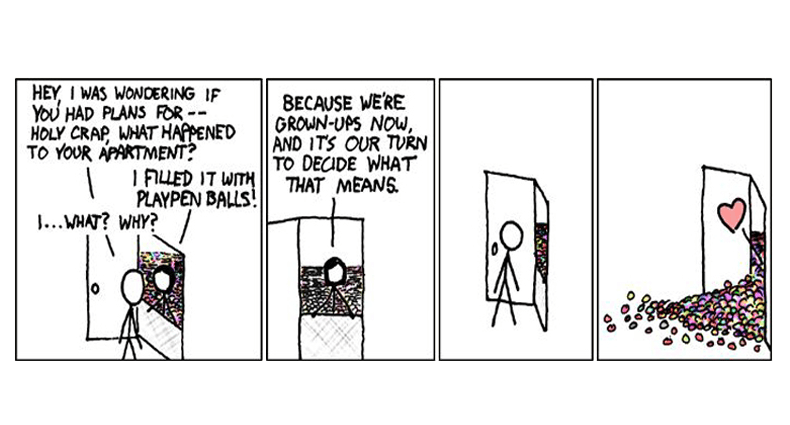 HEY, I WAS WONDERING IF
YOU HAD PLANS FOR --
HOLY CRAP, WHAT HAPPENED
TO YOUR APARTMENT?
I FILLED IT WITH
PLAYPEN BALLS!
I...WHAT? WHY?
BECAUSE WE'RE
GROWN-UPS NOW,
AND IT'S OUR TURN
TO DECIDE WHAT
THAT MEANS.